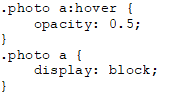 .photo a:hover {
    opacity: 0.5;
}
.photo a {
    display: block;
}